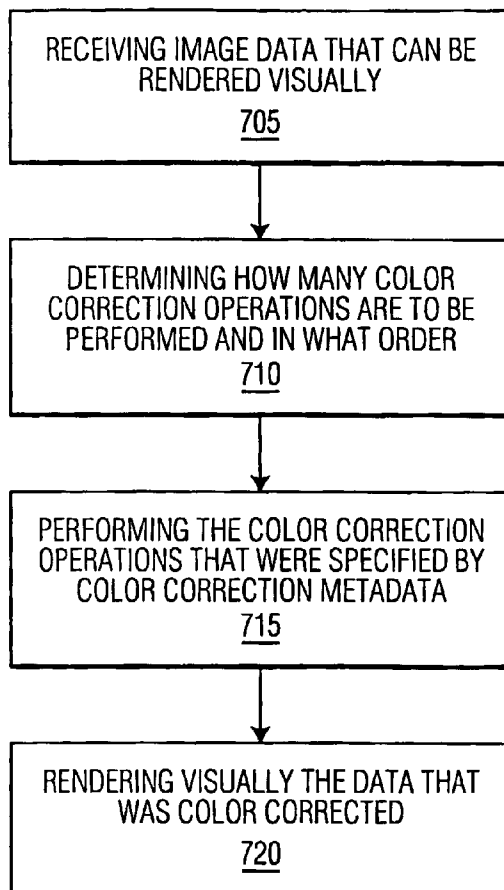 RECEIVING IMAGE DATA THAT CAN BE
RENDERED VISUALLY
705
DETERMINING HOW MANY COLOR
CORRECTION OPERATIONS ARE TO BE
PERFORMED AND IN WHAT ORDER
710
PERFORMING THE COLOR CORRECTION
OPERATIONS THAT WERE SPECIFIED BY
COLOR CORRECTION METADATA
715
RENDERING VISUALLY THE DATA THAT
WAS COLOR CORRECTED
720